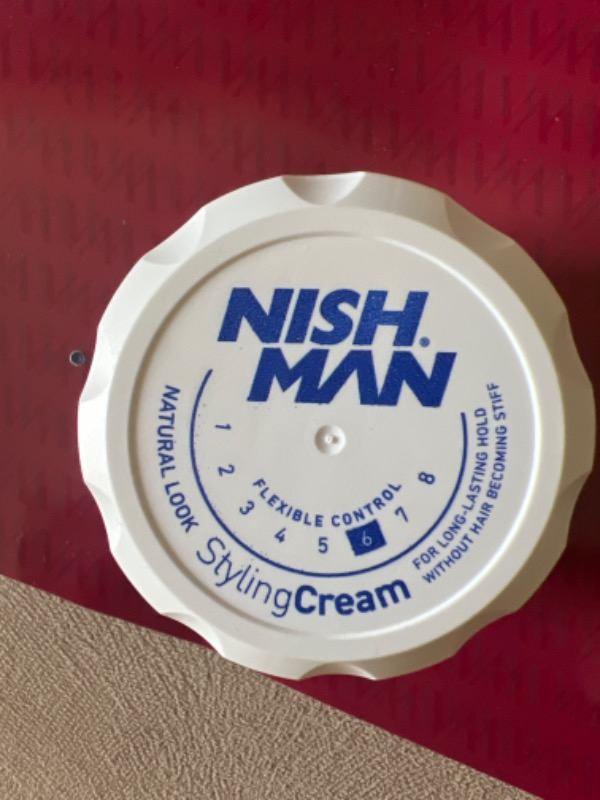 NISH
MAN®
NATURAL LOOK
1 2 3 4 5 6 7 8
FLEXIBLE CONTROL
StylingCream
FOR LONG-LASTING HOLD
WITHOUT HAIR BECOMING STIFF